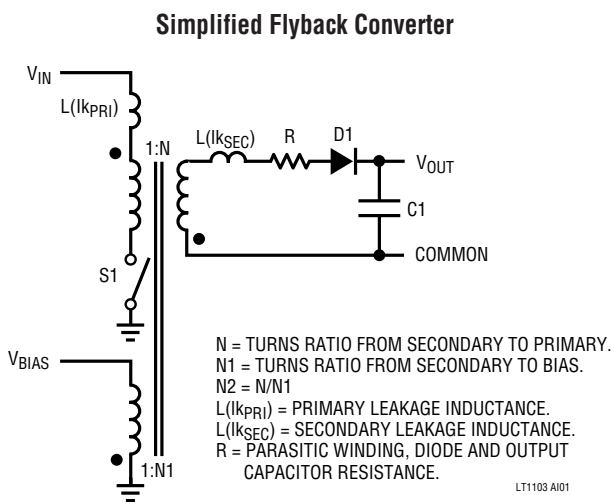 Simplified Flyback Converter
VIN
L(lkPRI)
1:N
L(lkSEC)
R
D1
VOUT
C1
COMMON
S1
VBIAS
1:N1
N = TURNS RATIO FROM SECONDARY TO PRIMARY.
N1 = TURNS RATIO FROM SECONDARY TO BIAS.
N2 = N/N1
L(lkPRI) = PRIMARY LEAKAGE INDUCTANCE.
L(lkSEC) = SECONDARY LEAKAGE INDUCTANCE.
R = PARASITIC WINDING, DIODE AND OUTPUT
CAPACITOR RESISTANCE.
LT1103 AI01